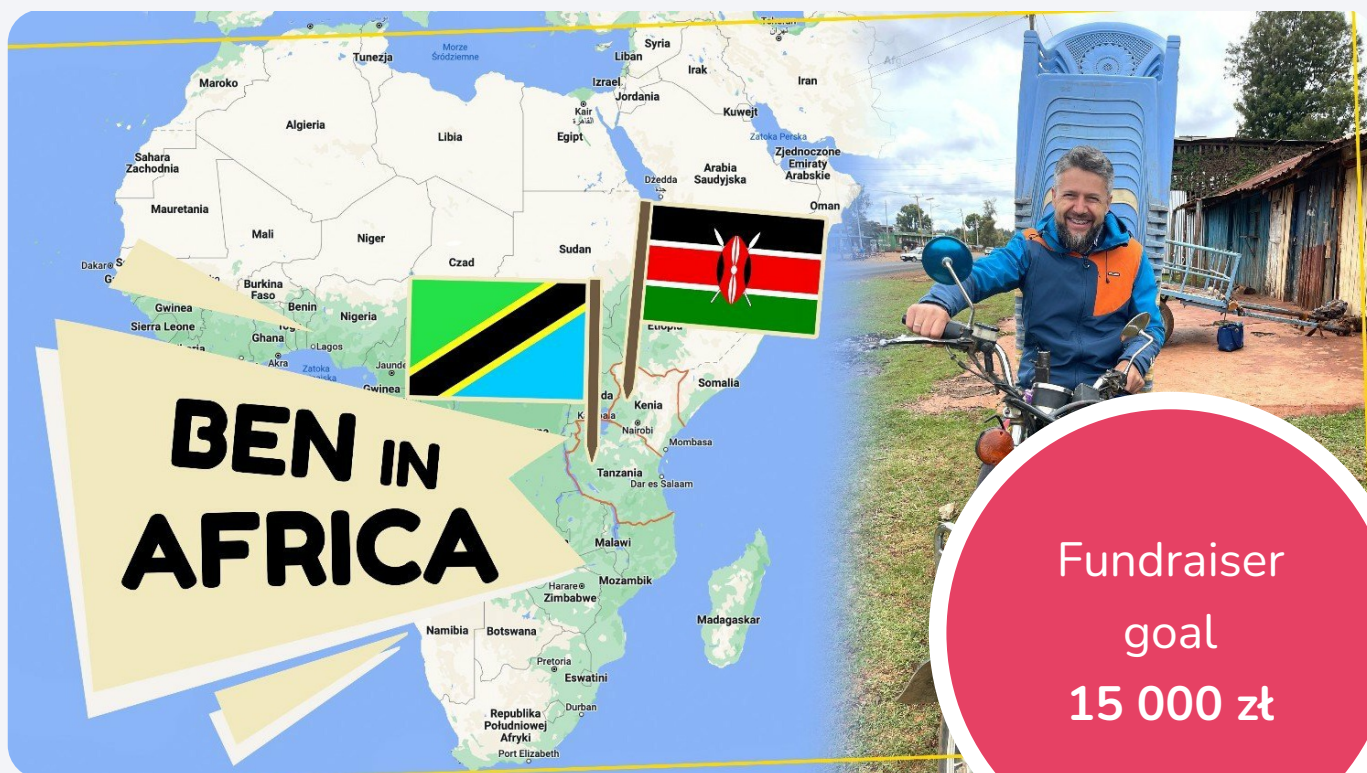 BEN IN
AFRICA
Fundraiser
goal
15 000 zł
Morze
Śródziemne
Tunezja
Maroko
Algieria
Libia
Egipt
Kair
Syria
Liban
Izrael
Jordania
Irak
Iran
Kuwejt
Zatoka Perska
Zjednoczone
Emiraty
Arabskie
Arabia
Saudyjska
Dżedda
Oman
Sahara
Zachodnia
Mauretania
Mali
Niger
Czad
Sudan
Dakar
Burkina
Faso
Benin
Nigeria
Gwinea
Sierra Leone
Ghana
Lagos
Akra
Zatoka
Gwinea
Etiopia
Somalia
Kenia
Nairobi
Mombasa
Tanzania
Dar es Salaam
Malawi
Mozambik
Harare
Zimbabwe
Madagaskar
Namibia
Botswana
Pretoria
Eswatini
Durban
Republika
Południowej
Afryki
Port Elizabeth